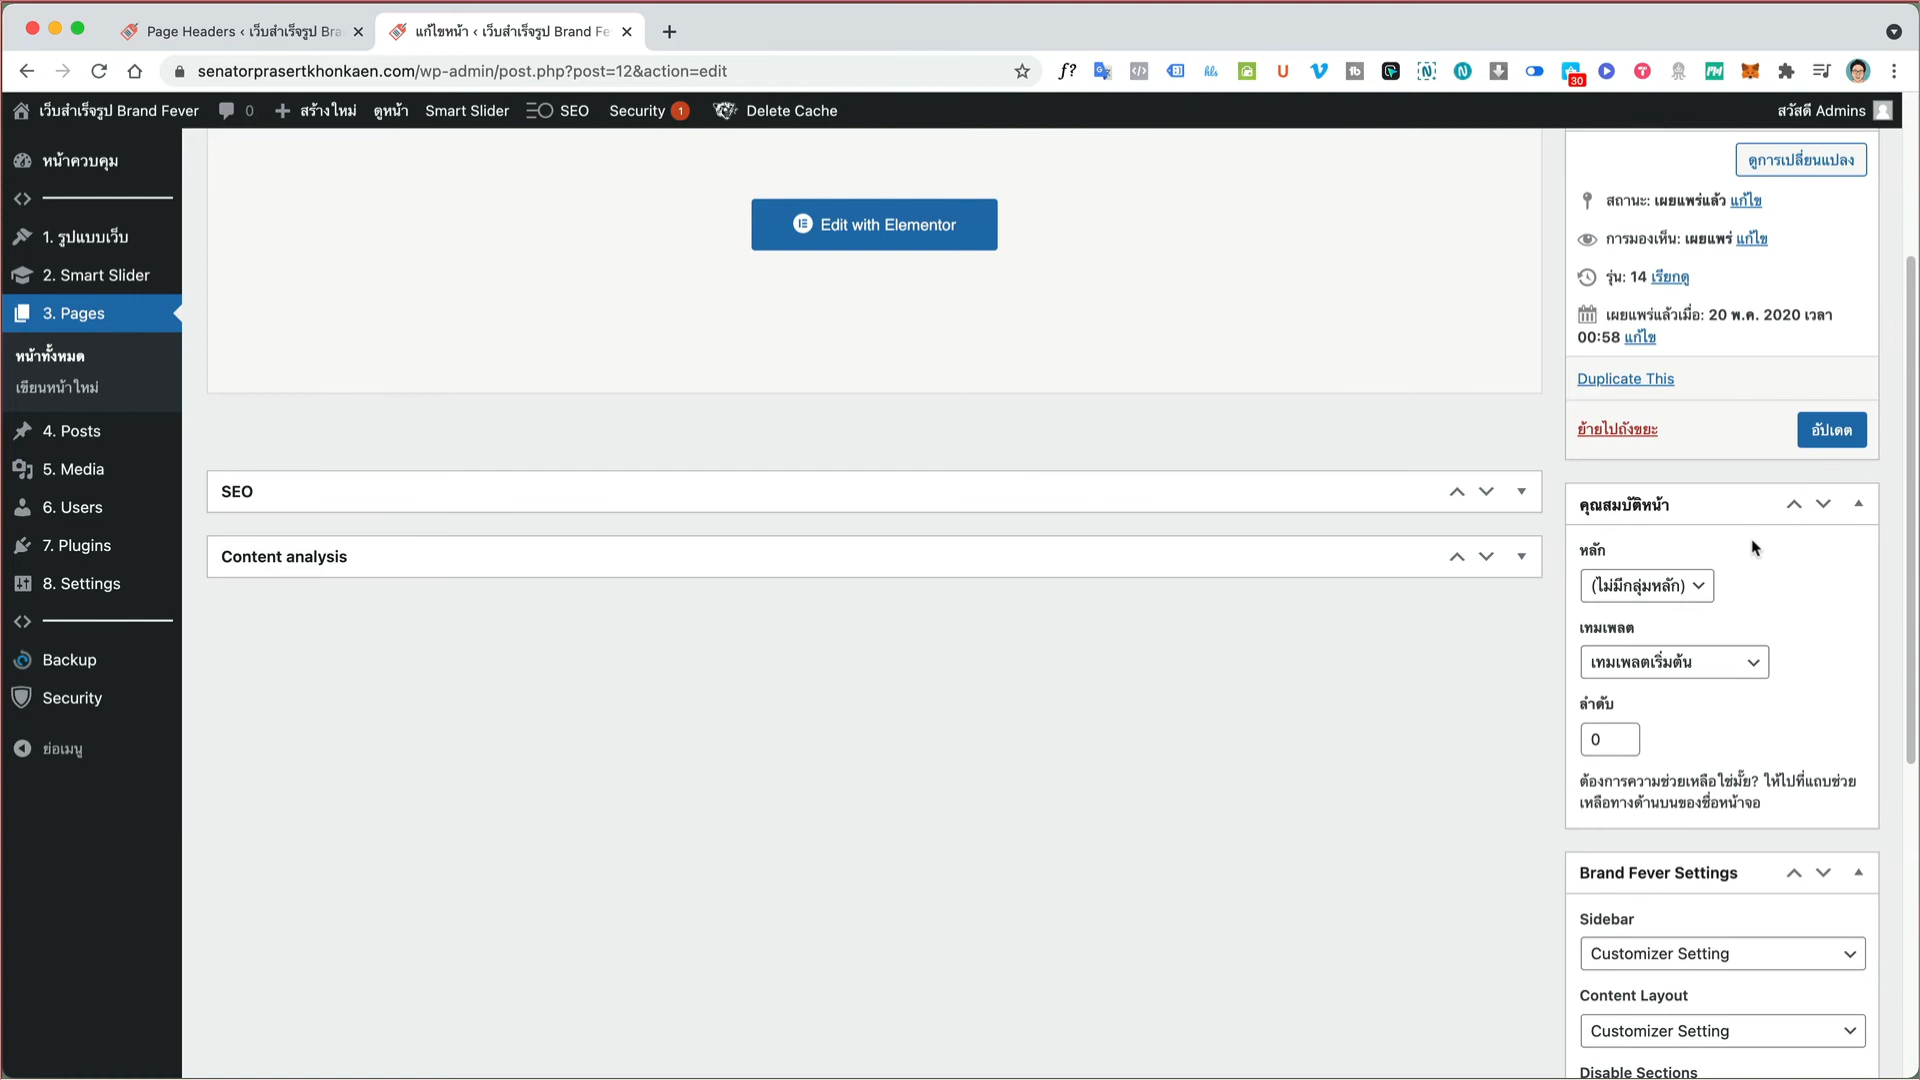 Page Headers ‹ เว็บสำเร็จรูป Bra
แก้ไขหน้า ‹ เว็บสำเร็จรูป Brand Fe
senatorprasertkhonkaen.com/wp-admin/post.php?post=12&action=edit
f?
30
เว็บสำเร็จรูป Brand Fever
0
สร้างใหม่
ดูหน้า
Smart Slider
SEO
Security 1
Delete Cache
สวัสดี Admins
หน้าควบคุม
1. รูปแบบเว็บ
2. Smart Slider
3. Pages
หน้าทั้งหมด
เขียนหน้าใหม่
4. Posts
5. Media
6. Users
7. Plugins
8. Settings
Backup
Security
ย่อเมนู
Edit with Elementor
SEO
Content analysis
ดูการเปลี่ยนแปลง
สถานะ: เผยแพร่แล้ว แก้ไข
การมองเห็น: เผยแพร่ แก้ไข
รุ่น: 14 เรียกดู
เผยแพร่แล้วเมื่อ: 20 พ.ค. 2020 เวลา
00:58 แก้ไข
Duplicate This
ย้ายไปถังขยะ
อัปเดต
คุณสมบัติหน้า
หลัก
(ไม่มีกลุ่มหลัก)
เทมเพลต
เทมเพลตเริ่มต้น
ลำดับ
0
ต้องการความช่วยเหลือใช่มั๊ย? ให้ไปที่แถบช่วย
เหลือทางด้านบนของชื่อหน้าจอ
Brand Fever Settings
Sidebar
Customizer Setting
Content Layout
Customizer Setting
Disable Sections